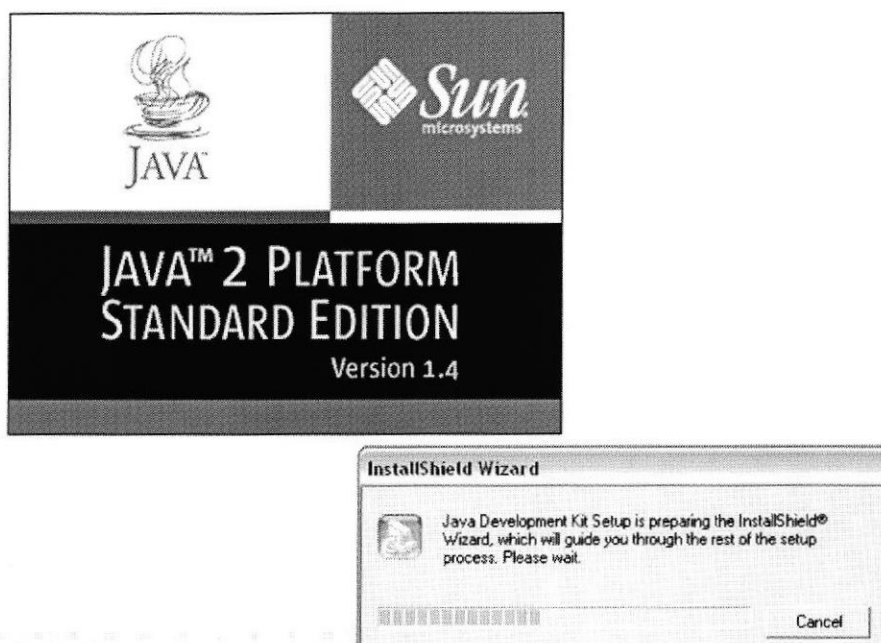 JAVA™
Sun
microsystems
JAVA™ 2 PLATFORM
STANDARD EDITION
Version 1.4
InstallShield Wizard
Java Development Kit Setup is preparing the InstallShield®
Wizard, which will guide you through the rest of the setup
process. Please wait.
Cancel